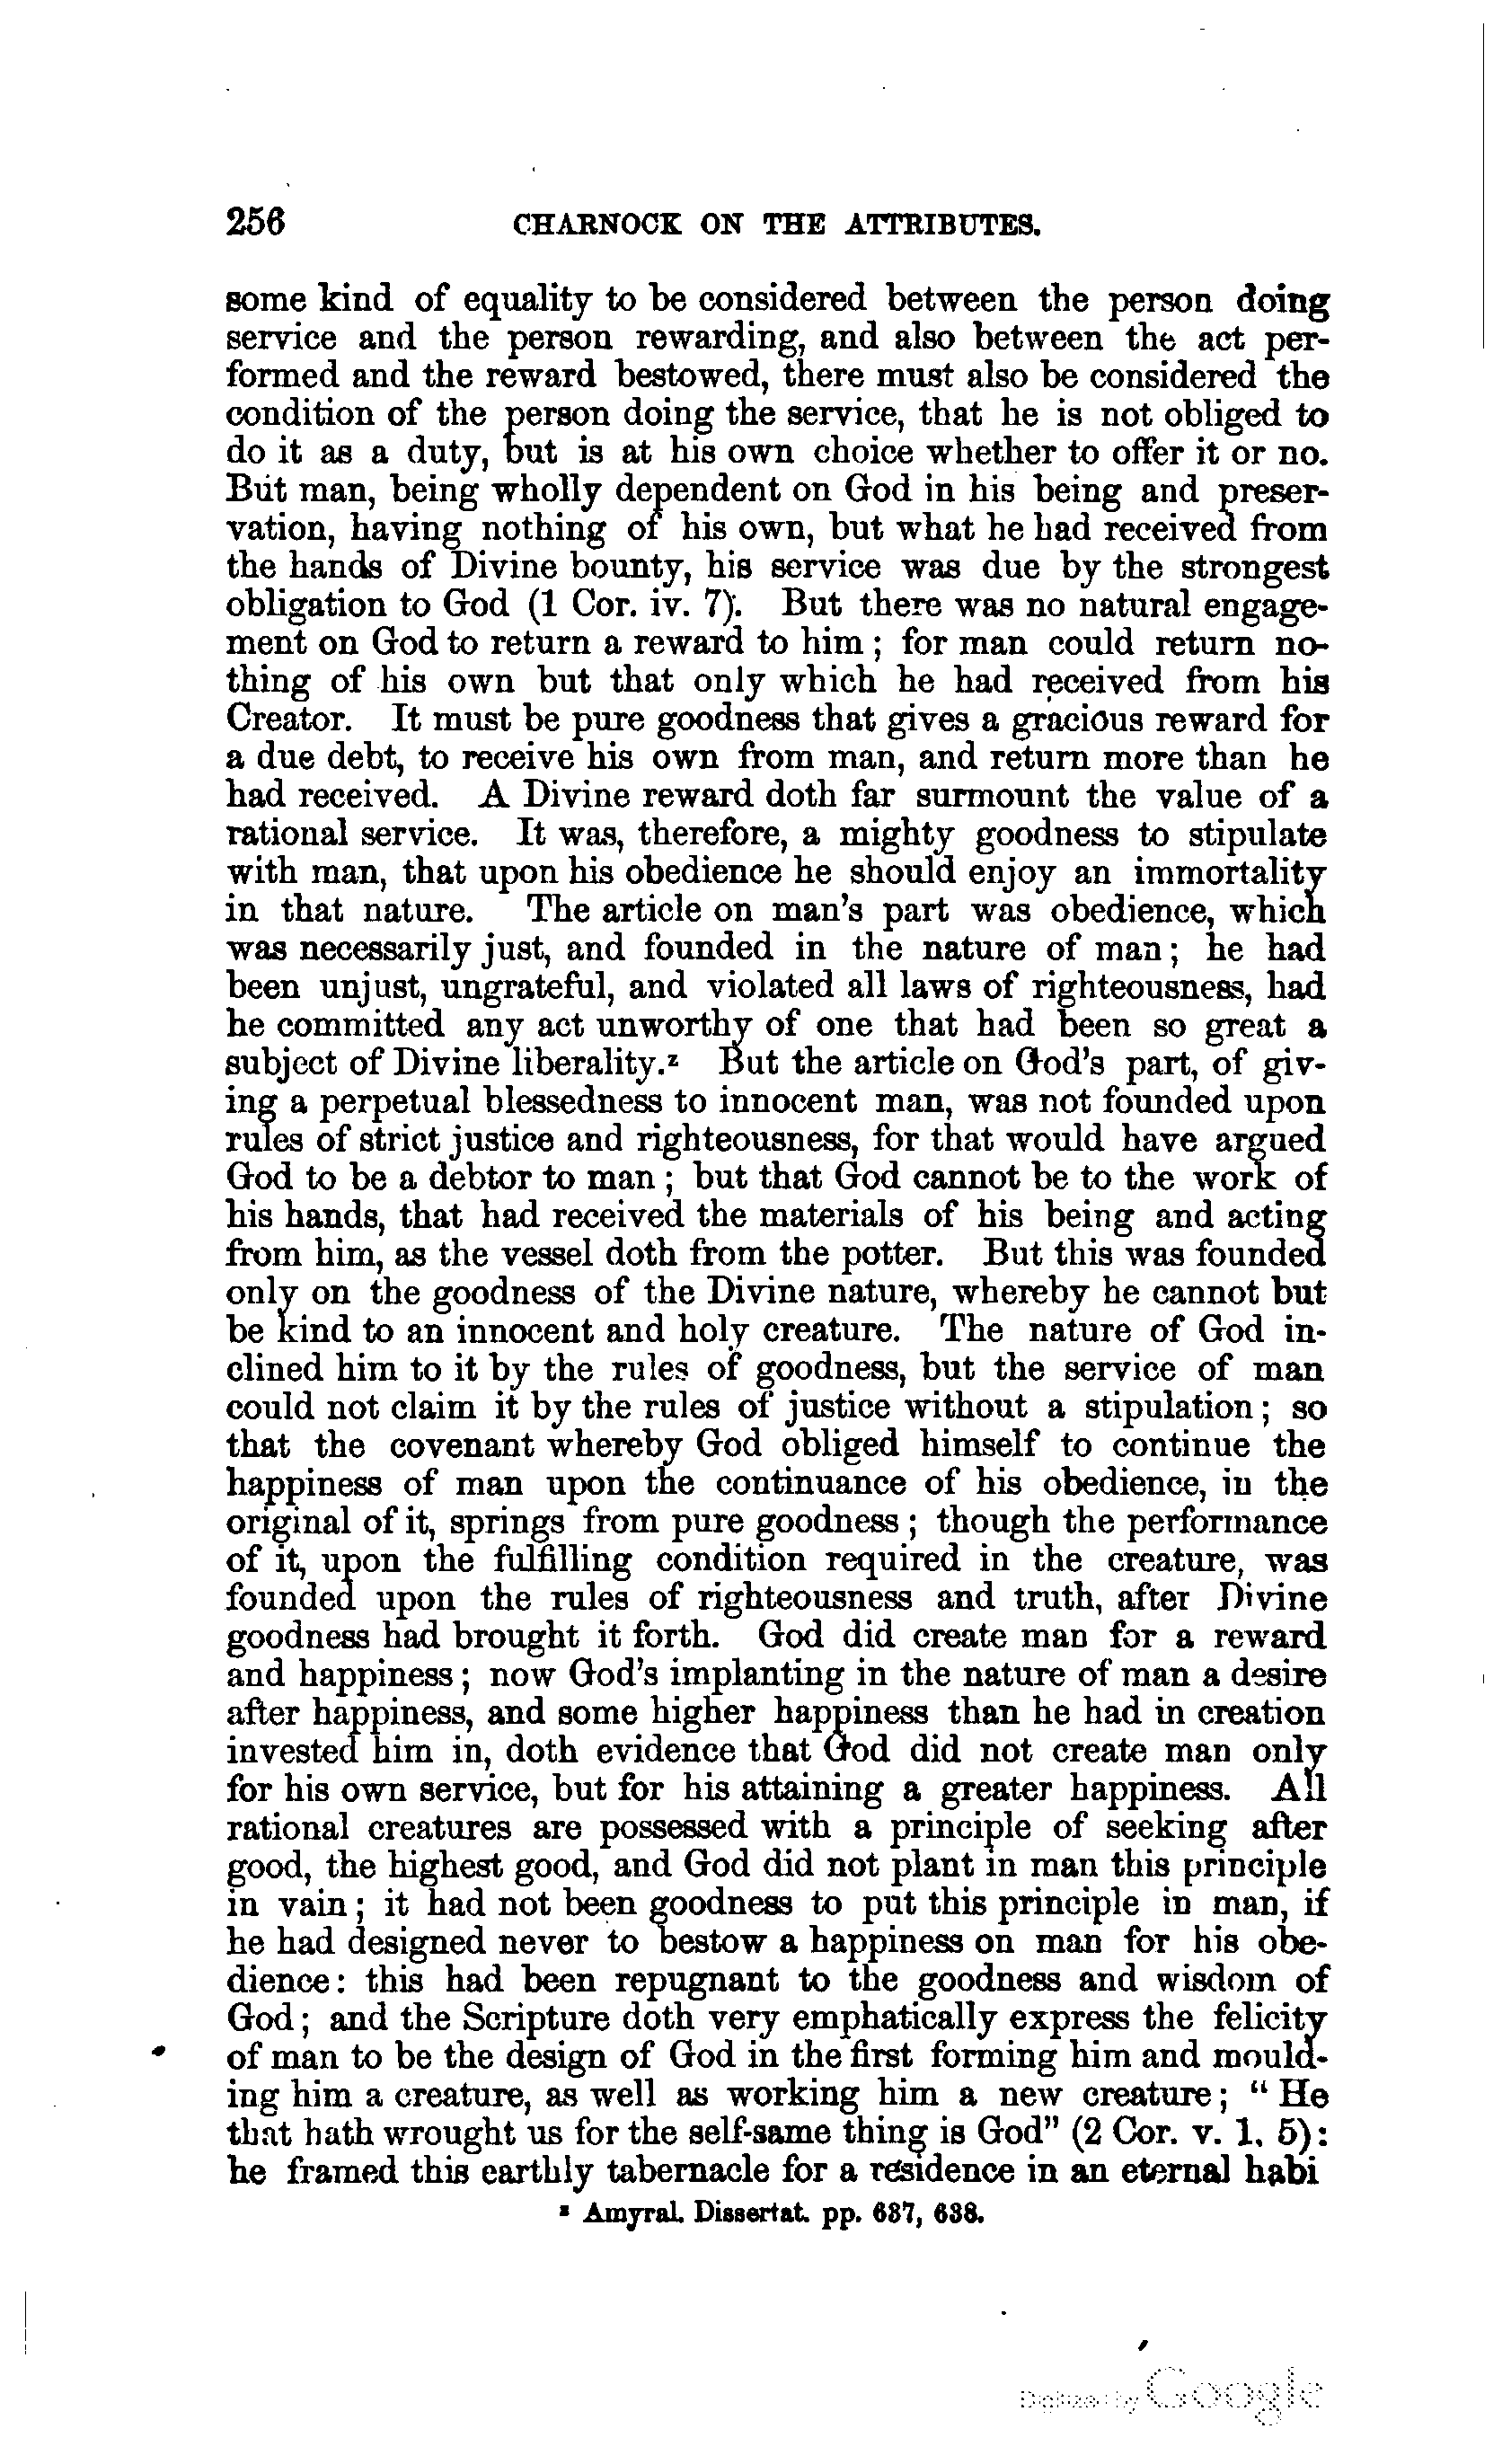 256 CHARNOCK ON THE ATTRIBUTES.
some kind of equality to be considered between the person doing
service and the person rewarding, and also between the act per-
formed and the reward bestowed, there must also be considered the
condition of the person doing the service, that he is not obliged to
do it as a duty, but is at his own choice whether to offer it or no.
But man, being wholly dependent on God in his being and preser-
vation, having nothing of his own, but what he had received from
the hands of Divine bounty, his service was due by the strongest
obligation to God (1 Cor. iv. 7). But there was no natural engage-
ment on God to return a reward to him; for man could return no-
thing of his own but that only which he had received from his
Creator. It must be pure goodness that gives a gracious reward for
a due debt, to receive his own from man, and return more than he
had received. A Divine reward doth far surmount the value of a
rational service. It was, therefore, a mighty goodness to stipulate
with man, that upon his obedience he should enjoy an immortality
in that nature. The article on man's part was obedience, which
was necessarily just, and founded in the nature of man; he had
been unjust, ungrateful, and violated all laws of righteousness, had
he committed any act unworthy of one that had been so great a
subject of Divine liberality.z But the article on God's part, of giv-
ing a perpetual blessedness to innocent man, was not founded upon
rules of strict justice and righteousness, for that would have argued
God to be a debtor to man; but that God cannot be to the work of
his hands, that had received the materials of his being and acting
from him, as the vessel doth from the potter. But this was founded
only on the goodness of the Divine nature, whereby he cannot but
be kind to an innocent and holy creature. The nature of God in-
clined him to it by the rules of goodness, but the service of man
could not claim it by the rules of justice without a stipulation; so
that the covenant whereby God obliged himself to continue the
happiness of man upon the continuance of his obedience, in the
original of it, springs from pure goodness; though the performance
of it, upon the fulfilling condition required in the creature, was
founded upon the rules of righteousness and truth, after Divine
goodness had brought it forth. God did create man for a reward
and happiness; now God's implanting in the nature of man a desire
after happiness, and some higher happiness than he had in creation
invested him in, doth evidence that God did not create man only
for his own service, but for his attaining a greater happiness. All
rational creatures are possessed with a principle of seeking after
good, the highest good, and God did not plant in man this principle
in vain; it had not been goodness to put this principle in man, if
he had designed never to bestow a happiness on man for his obe-
dience: this had been repugnant to the goodness and wisdom of
God; and the Scripture doth very emphatically express the felicity
of man to be the design of God in the first forming him and mould-
ing him a creature, as well as working him a new creature; "He
that hath wrought us for the self-same thing is God" (2 Cor. v. 1, 5):
he framed this earthly tabernacle for a residence in an eternal habi
z Amyral. Dissertat. pp. 637, 638.
Digitized by Google